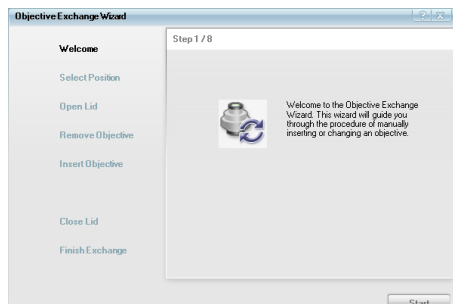 Objective Exchange Wizard
Step 1 / 8
Welcome
Select Position
Open Lid
Remove Objective
Insert Objective
Close Lid
Finish Exchange
Welcome to the Objective Exchange
Wizard. This wizard will guide you
through the procedure of manually
inserting or changing an objective.
Start